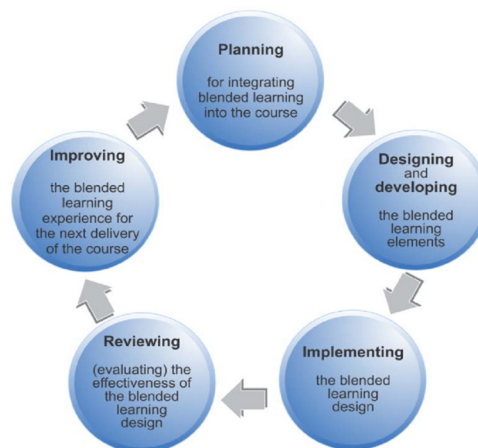 Planning
for integrating
blended learning
into the course
Designing
and
developing
the blended
learning
elements
Implementing
the blended
learning
design
Reviewing
(evaluating) the
effectiveness of
the blended
learning
design
Improving
the blended
learning
experience for
the next delivery
of the course